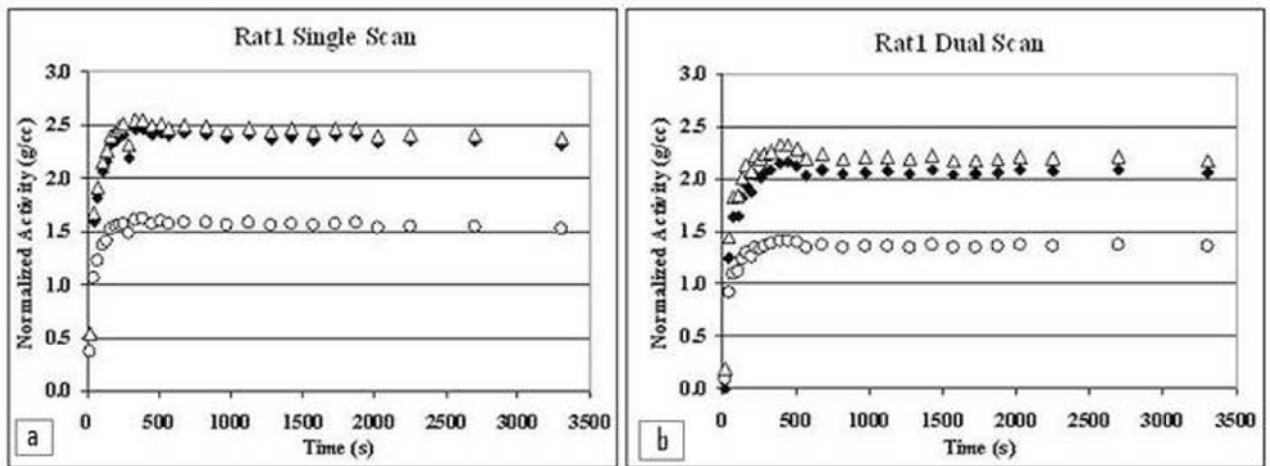 Rat1 Single Scan
Normalized Activity (g/cc)
3.0
2.5
2.0
1.5
1.0
0.5
0.0
0 500 1000 1500 2000 2500 3000 3500
Time (s)
a
Rat1 Dual Scan
Normalized Activity (g/cc)
3.0
2.5
2.0
1.5
1.0
0.5
0.0
0 500 1000 1500 2000 2500 3000 3500
Time (s)
b